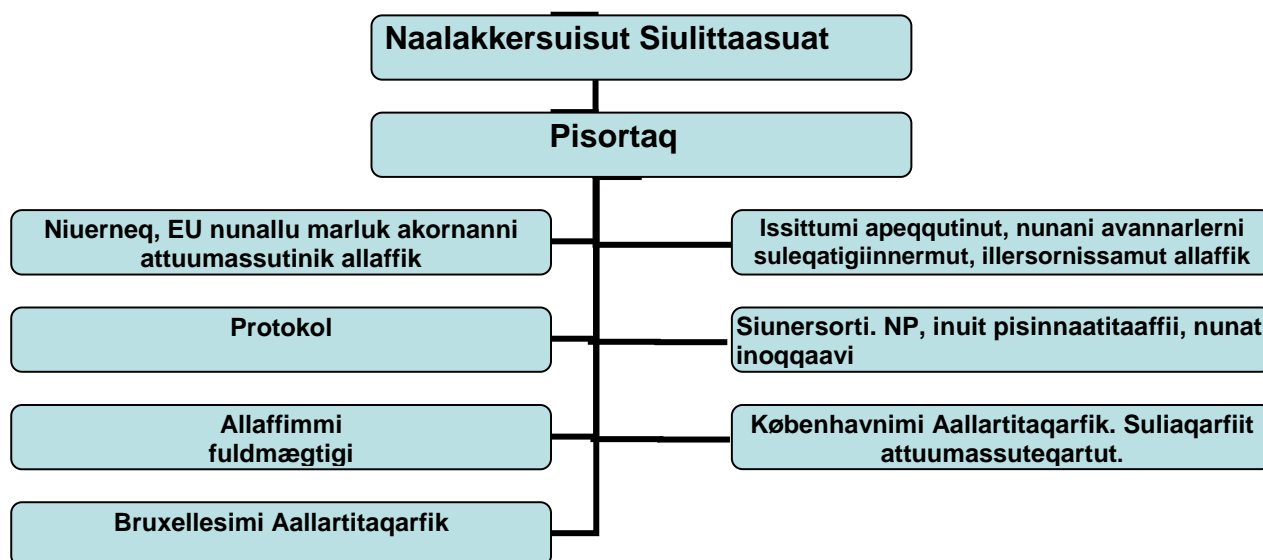 Naalakkersuisut Siulittaasuat
Pisortaq
Niuerneq, EU nunallu marluk akornanni
attuumassutinik allaffik
Issittumi apeqqutinut, nunani avannarlerni
suleqatigiinnermut, illersornissamut allaffik
Protokol
Siunersorti. NP, inuit pisinnaatitaaffii, nunat
inoqqaavi
Allaffimmi
fuldmægtigi
Københavnimi Aallartitaqarfik. Suliaqarfiit
attuumassuteqartut.
Bruxellesimi Aallartitaqarfik